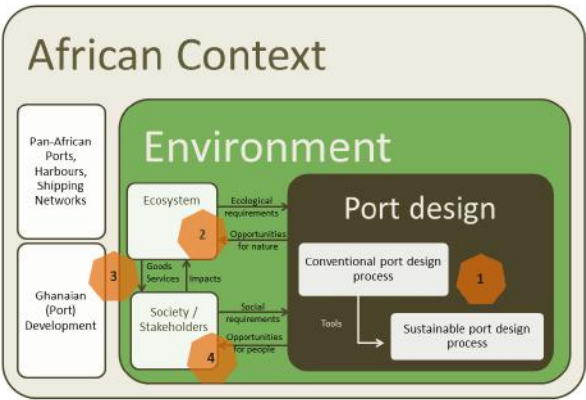 African Context
Pan-African
Ports,
Harbours,
Shipping
Networks
Ghanaian
(Port)
Development
Environment
Ecosystem
2
Ecological
requirements
Opportunities
for nature
3
Goods
Services
Impacts
Society /
Stakeholders
4
Social
requirements
Opportunities
for people
Port design
Conventional port design
process
1
Tools
Sustainable port design
process